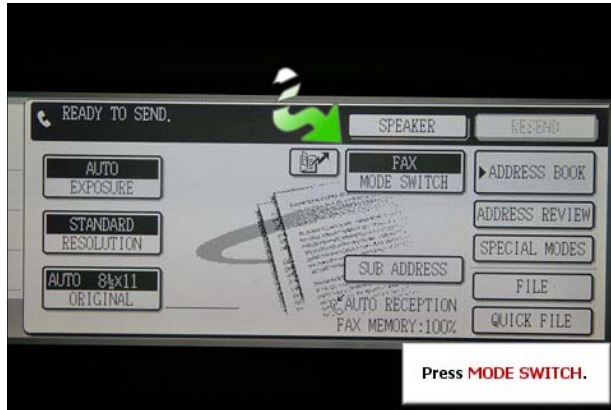 READY TO SEND.
SPEAKER
RESEND
AUTO
EXPOSURE
FAX
MODE SWITCH
ADDRESS BOOK
STANDARD
RESOLUTION
ADDRESS REVIEW
SPECIAL MODES
SUB ADDRESS
AUTO 8½X11
ORIGINAL
FILE
AUTO RECEPTION
FAX MEMORY:100%
QUICK FILE
Press MODE SWITCH.